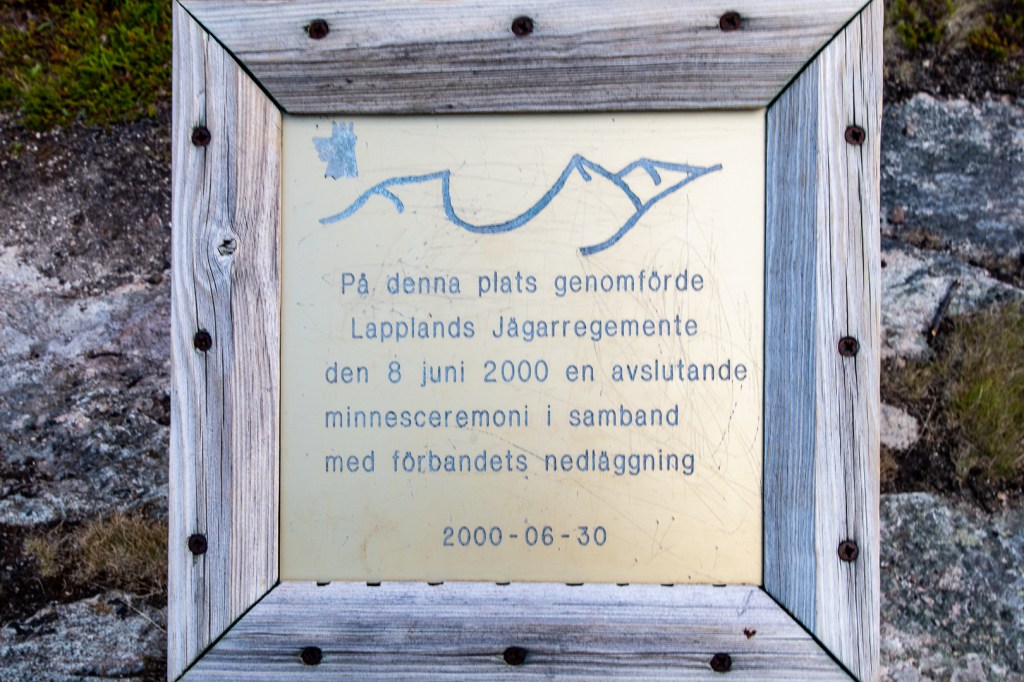 På denna plats genomförde
Lapplands Jägarregemente
den 8 juni 2000 en avslutande
minnesceremoni i samband
med förbandets nedläggning
2000-06-30